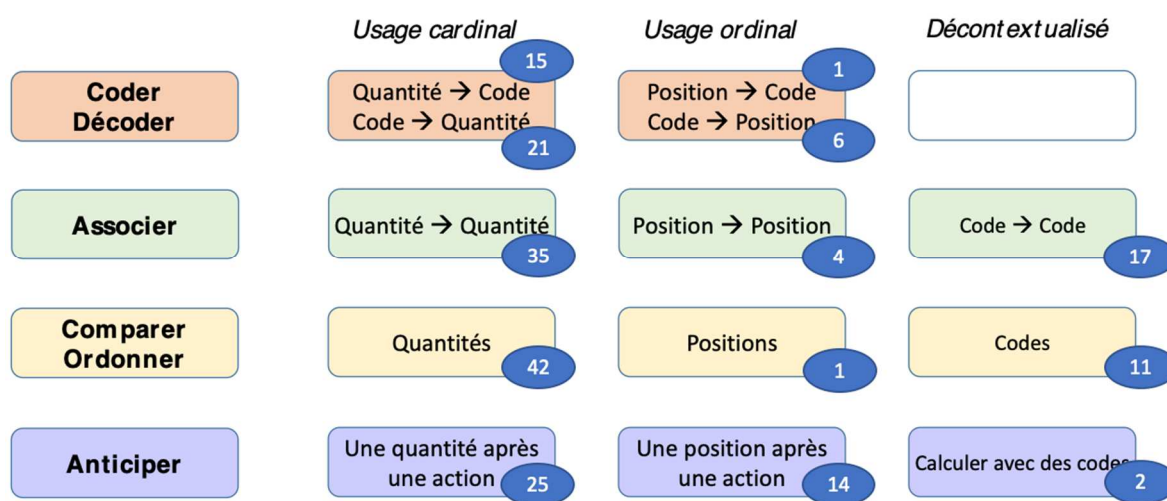 Usage cardinal
Usage ordinal
Décontextualisé
Coder
Décoder
15
Quantité → Code
Code → Quantité
21
1
Position → Code
Code → Position
6
Associer
Quantité → Quantité
35
Position → Position
4
Code → Code
17
Comparer
Ordonner
Quantités
42
Positions
1
Codes
11
Anticiper
Une quantité après
une action
25
Une position après
une action
14
Calculer avec des codes
2